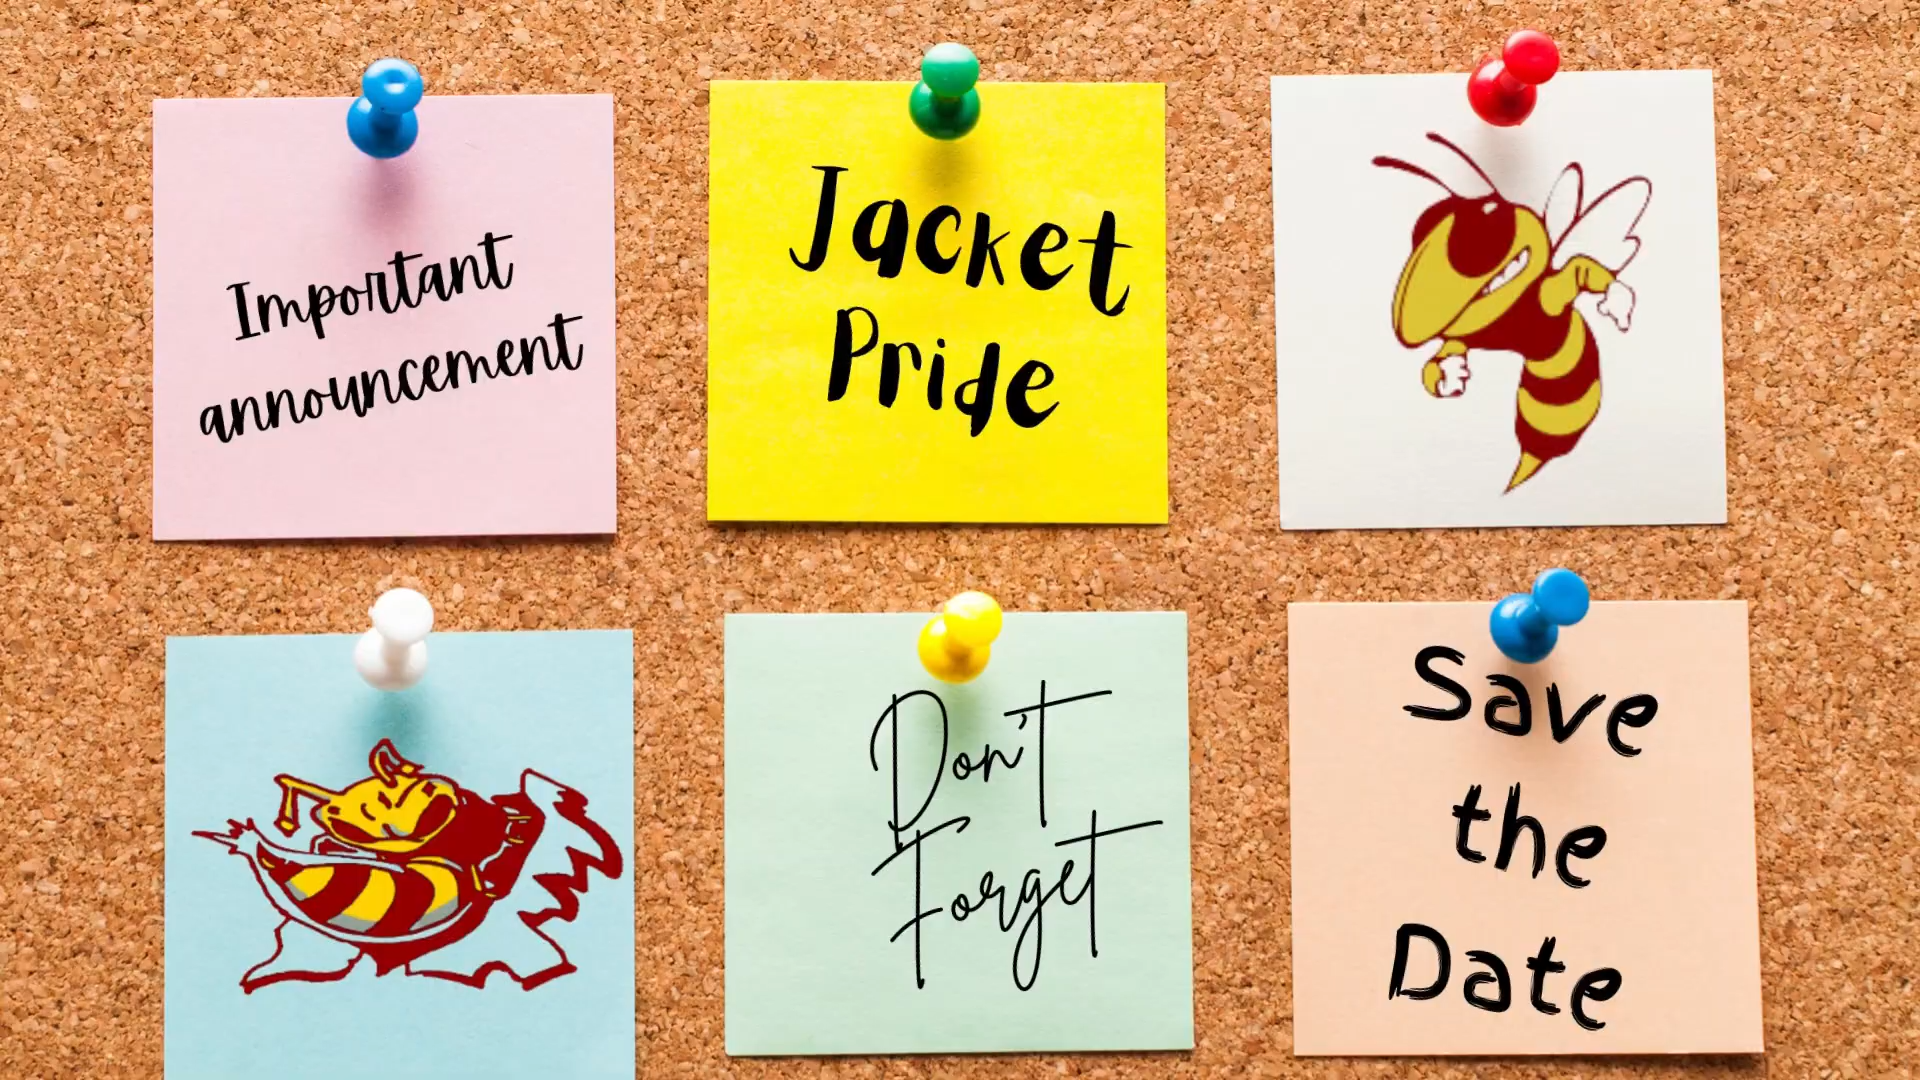 Important
announcement
Jacket
Pride
Don't
Forget
Save
the
Date